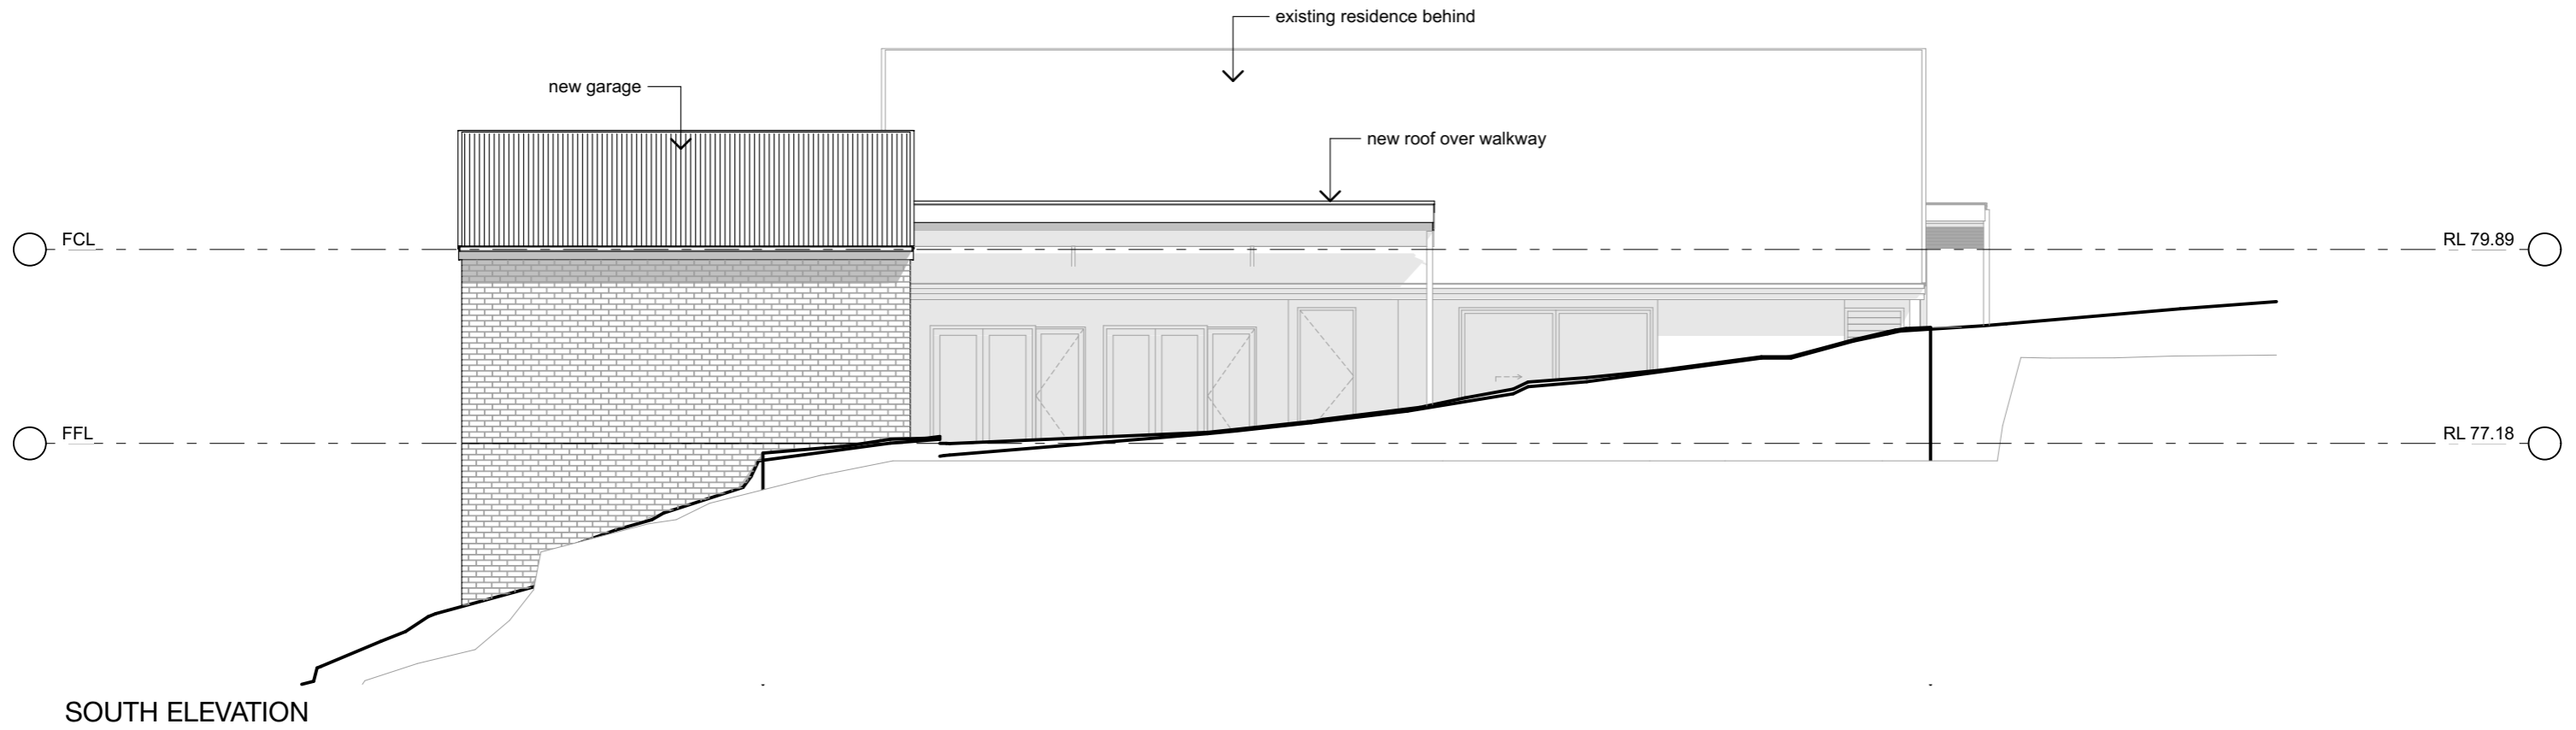 existing residence behind
new garage
new roof over walkway
FCL
RL 79.89
FFL
RL 77.18
SOUTH ELEVATION